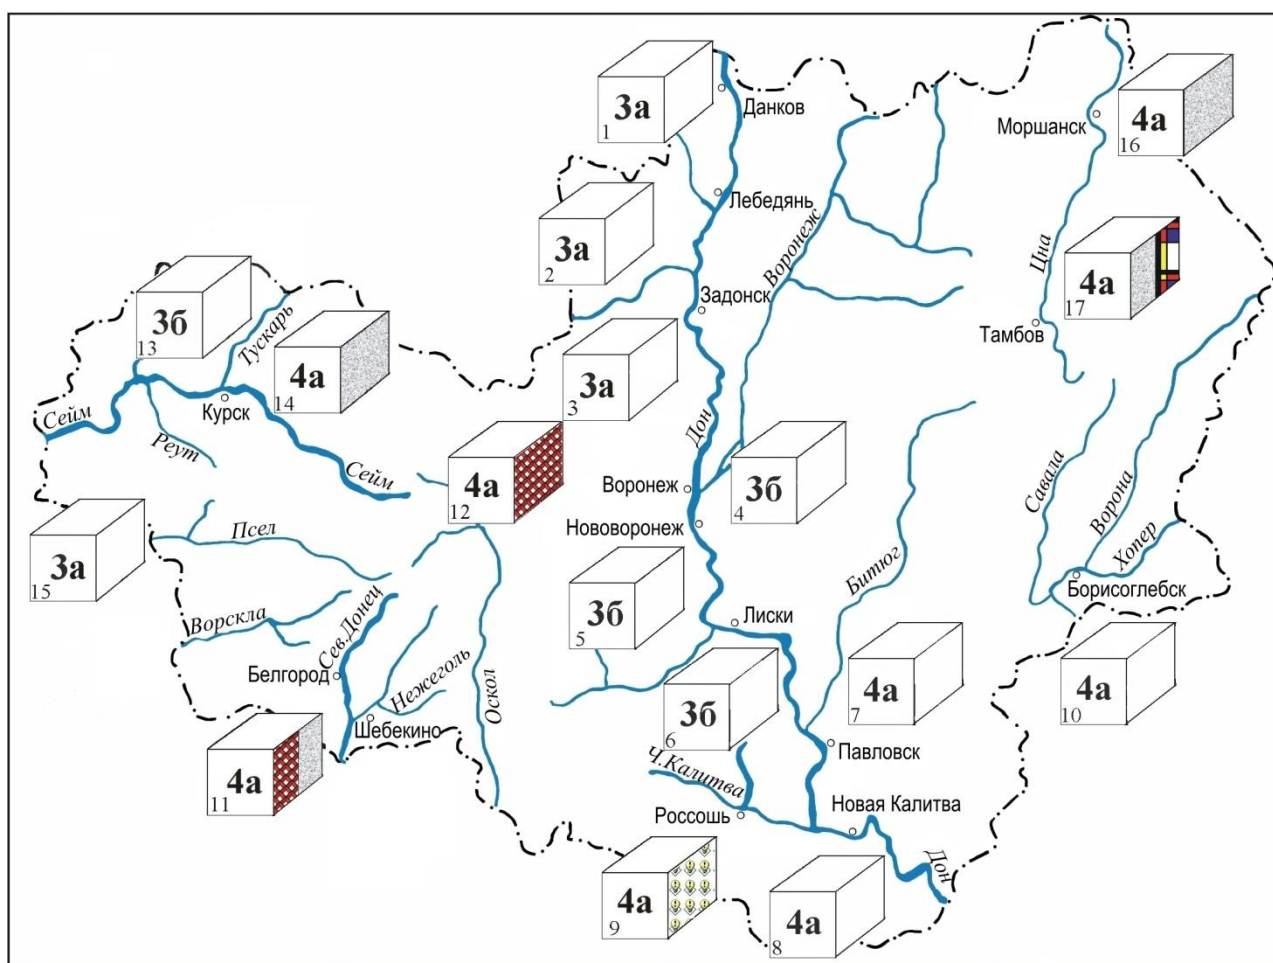 3а
1
Данков
Моршанск
4а
16
3а
2
Лебедянь
Воронеж
Цна
4а
17
3б
13
Тускарь
Задонск
Тамбов
4а
14
3а
3
Сейм
Курск
Реут
Дон
Сейм
4а
12
Воронеж
3б
4
Савала
Ворона
Нововоронеж
Хопер
3а
15
Псел
Битюг
Борисоглебск
3б
5
Лиски
Ворскла
Сев.Донец
Белгород
Нежеголь
Оскол
4а
7
4а
10
3б
6
Шебекино
Павловск
4а
11
Ч.Калитва
Россошь
Новая Калитва
Дон
4а
9
4а
8